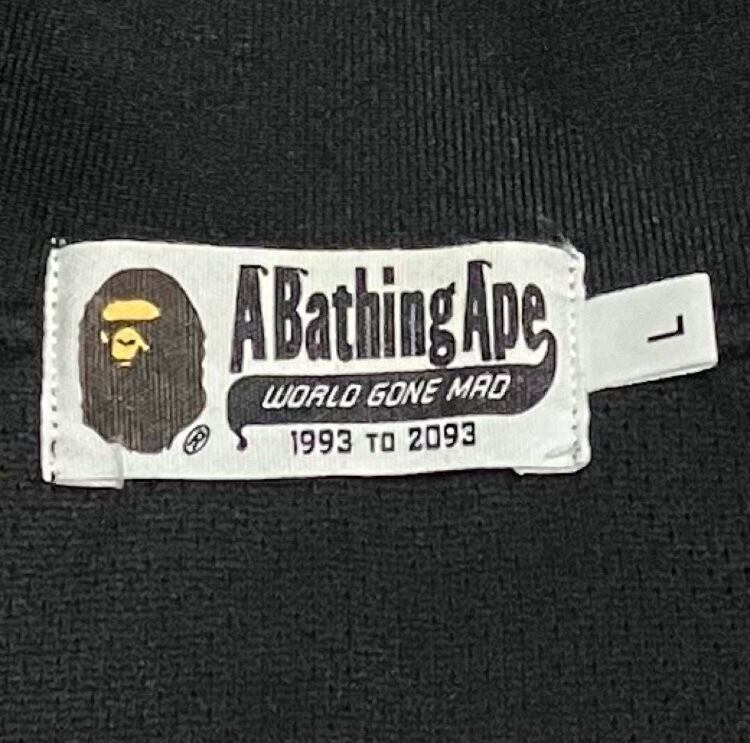 A Bathing Ape
WORLD GONE MAD
1993 TO 2093
®
L